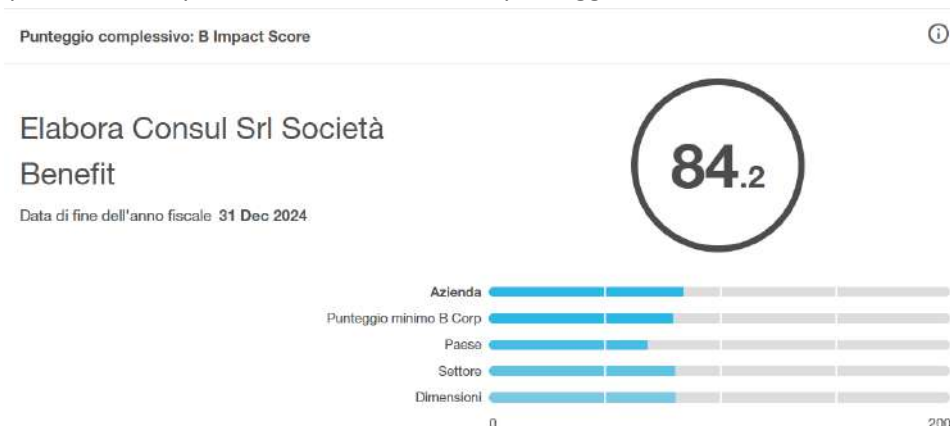 Punteggio complessivo: B Impact Score
Elabora Consul Srl Società
Benefit
Data di fine dell'anno fiscale 31 Dec 2024
84.2
Azienda
Punteggio minimo B Corp
Paese
Settore
Dimensioni
0
200